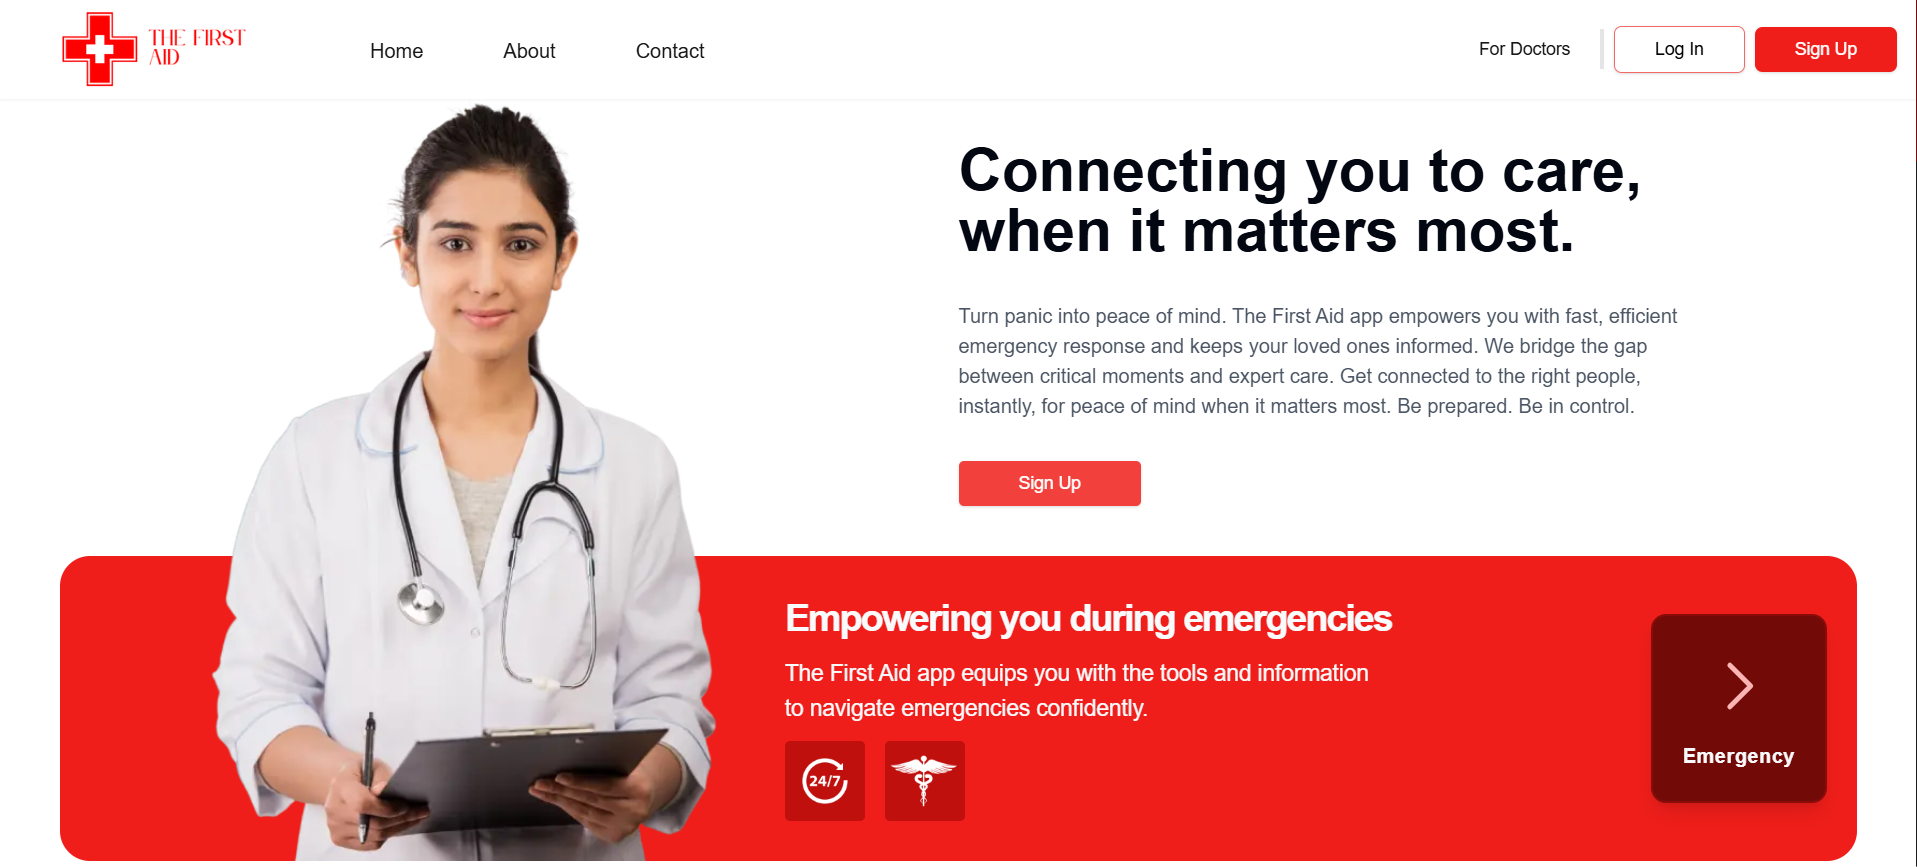 THE FIRST
AID
Home
About
Contact
For Doctors
Log In
Sign Up
Connecting you to care,
when it matters most.
Turn panic into peace of mind. The First Aid app empowers you with fast, efficient
emergency response and keeps your loved ones informed. We bridge the gap
between critical moments and expert care. Get connected to the right people,
instantly, for peace of mind when it matters most. Be prepared. Be in control.
Sign Up
Empowering you during emergencies
The First Aid app equips you with the tools and information
to navigate emergencies confidently.
24/7
Emergency